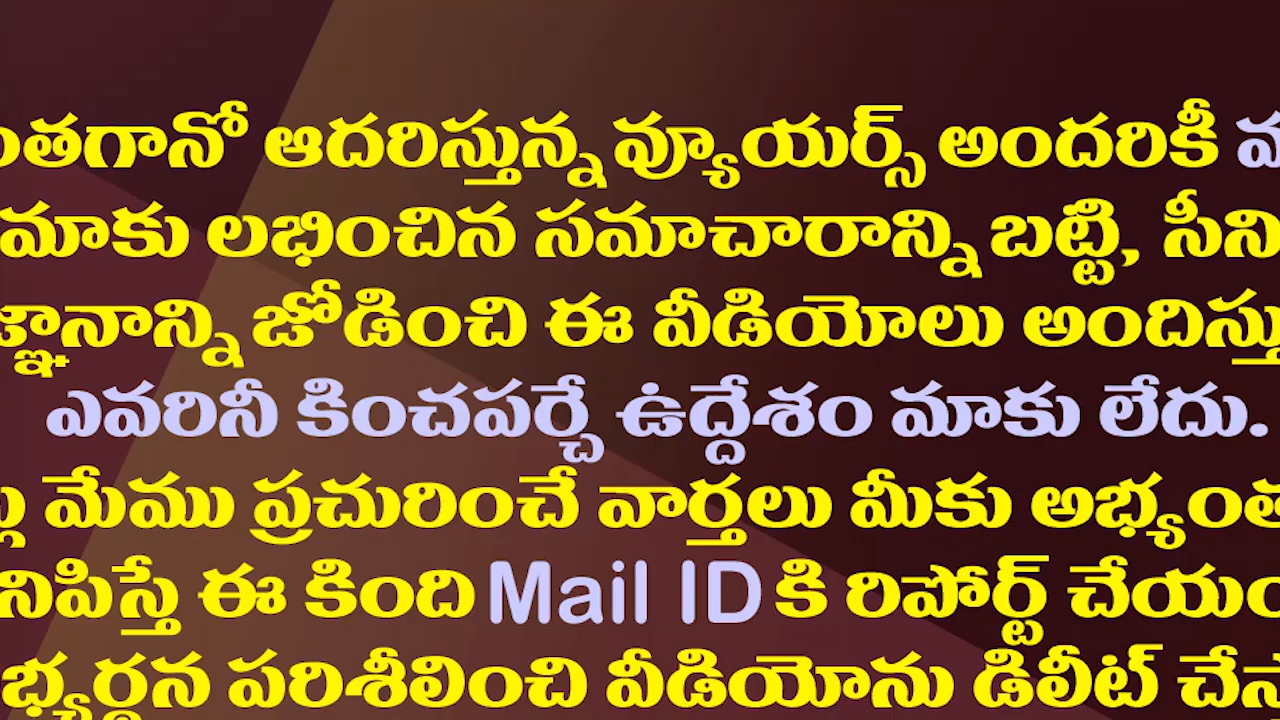 ంతగానో ఆదరిస్తున్న వ్యూయర్స్ అందరికీ
మాకు లభించిన సమాచారాన్ని బట్టి, సీని
జ్ఞానాన్ని జోడించి ఈ వీడియోలు అందిస్తు
ఎవరినీ కించపర్చే ఉద్దేశం మాకు లేదు.
మేము ప్రచురించే వార్తలు మీకు అభ్యంత
నిపిస్తే ఈ కింది Mail ID కి రిపోర్ట్ చేయం
భ్యర్థన పరిశీలించి వీడియోను డిలీట్ చేస